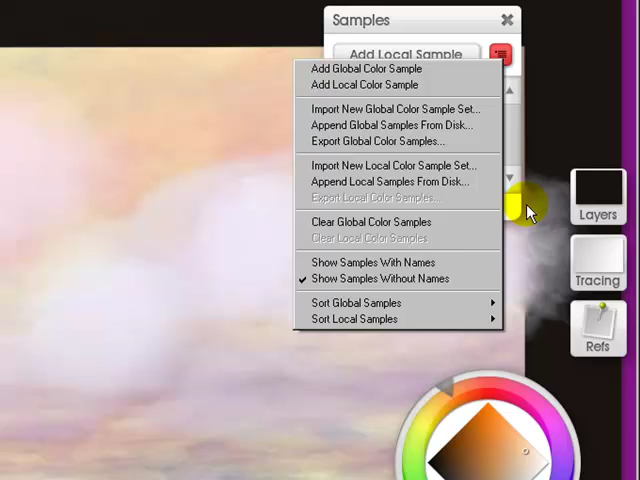 Samples
Add Local Sample
Add Global Color Sample
Add Local Color Sample
Import New Global Color Sample Set...
Append Global Samples From Disk...
Export Global Color Samples...
Import New Local Color Sample Set...
Append Local Samples From Disk...
Export Local Color Samples...
Clear Global Color Samples
Clear Local Color Samples
Show Samples With Names
Show Samples Without Names
Sort Global Samples
Sort Local Samples
Layers
Tracing
Refs